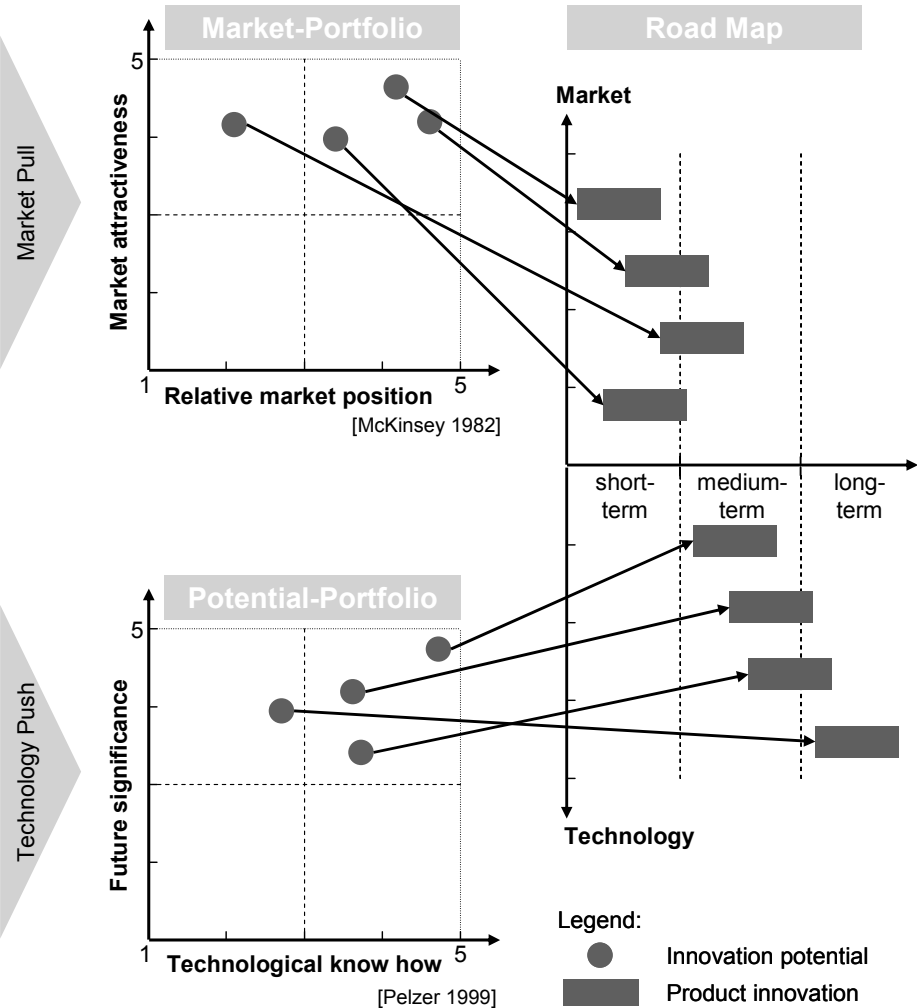 Market-Portfolio
Road Map
Market Pull
Market attractiveness
5
1
5
Relative market position
[McKinsey 1982]
Market
short-
term
medium-
term
long-
term
Technology Push
Potential-Portfolio
Future significance
5
1
5
Technological know how
[Pelzer 1999]
Technology
Legend:
Innovation potential
Product innovation